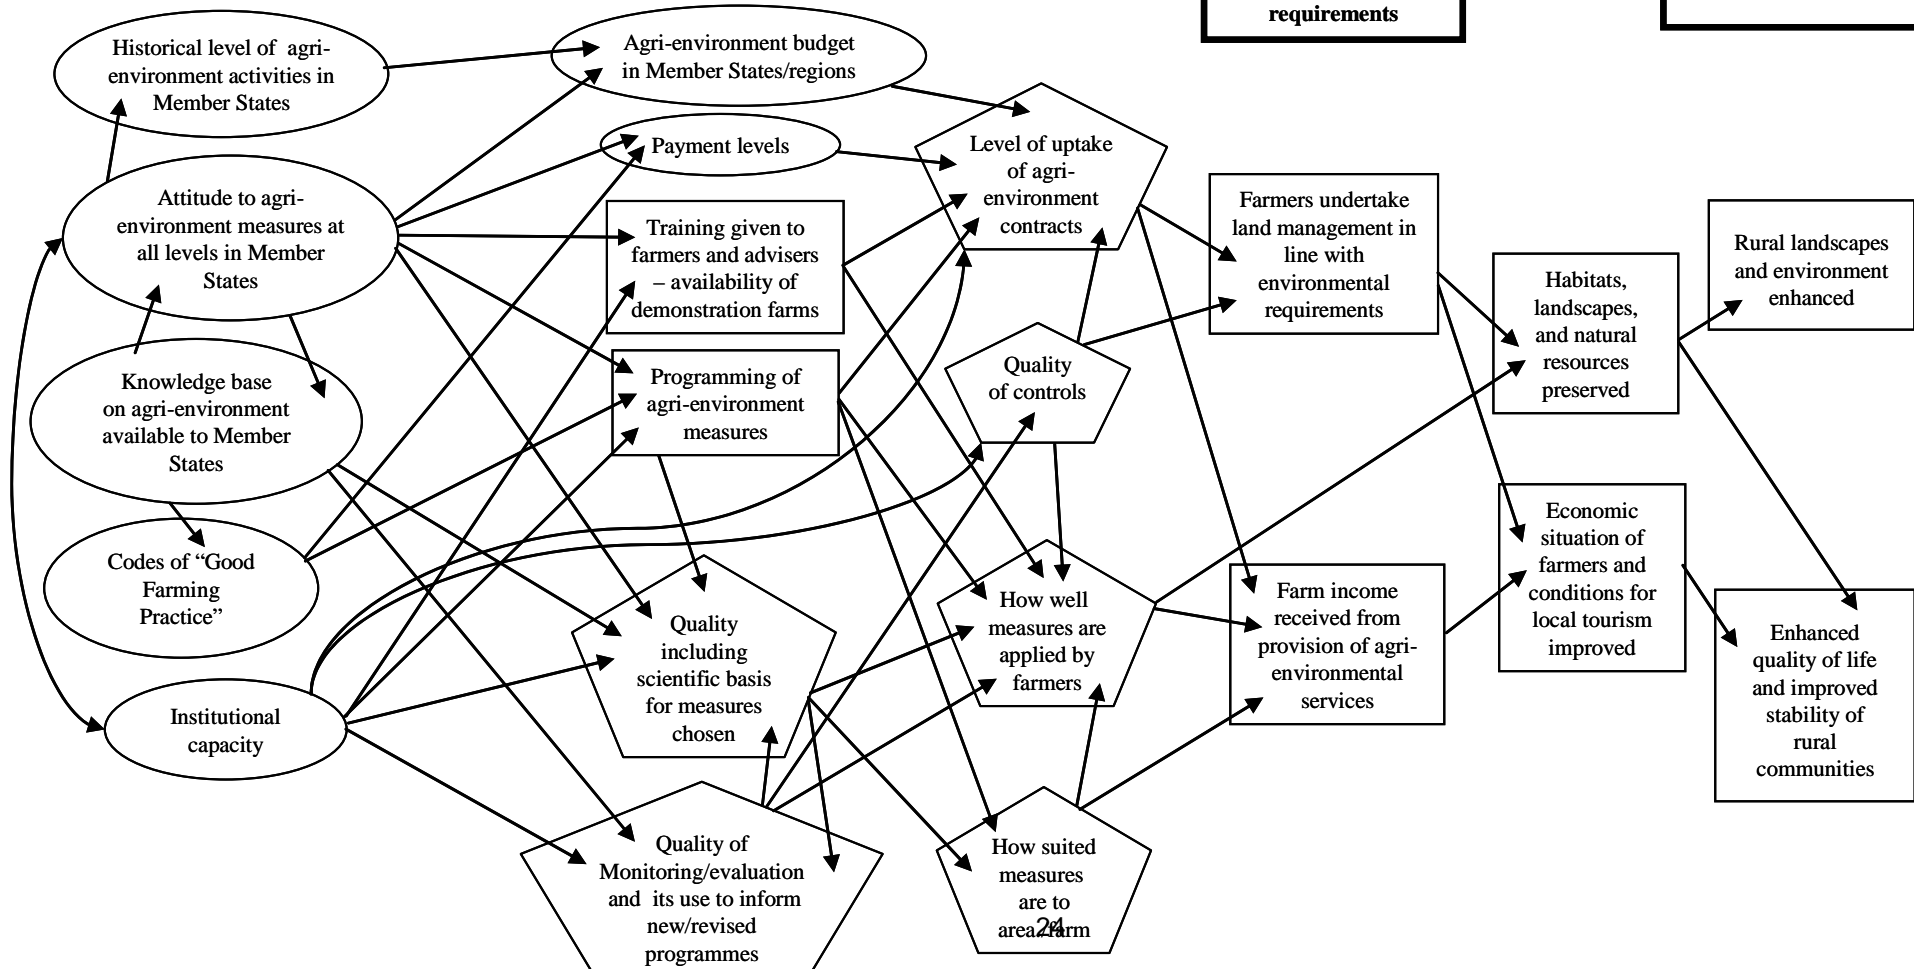 requirements
Historical level of  agri-
environment activities in
Member States
Agri-environment budget
in Member States/regions
Payment levels
Level of uptake
of agri-
environment
contracts
Attitude to agri-
environment measures at
all levels in Member
States
Training given to
farmers and advisers
– availability of
demonstration farms
Farmers undertake
land management in
line with
environmental
requirements
Rural landscapes
and environment
enhanced
Habitats,
landscapes,
and natural
resources
preserved
Knowledge base
on agri-environment
available to Member
States
Programming of
agri-environment
measures
Quality
of controls
Codes of “Good
Farming
Practice”
Quality
including
scientific basis
for measures
chosen
How well
measures are
applied by
farmers
Farm income
received from
provision of agri-
environmental
services
Economic
situation of
farmers and
conditions for
local tourism
improved
Enhanced
quality of life
and improved
stability of
rural
communities
Institutional
capacity
Quality of
Monitoring/evaluation
and  its use to inform
new/revised
programmes
How suited
measures
are to
area /farm
24